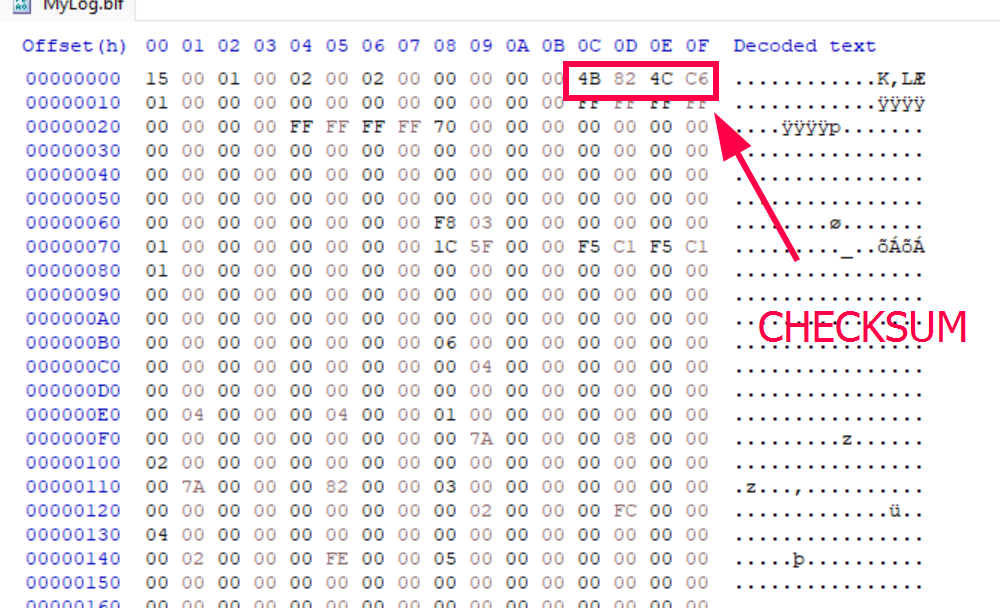 MyLog.blf
Offset(h) 00 01 02 03 04 05 06 07 08 09 0A 0B 0C 0D 0E 0F Decoded text
00000000 15 00 01 00 02 00 02 00 00 00 00 00 4B 82 4C C6 ............K‚LÆ
00000010 01 00 00 00 00 00 00 00 00 00 00 00 FF FF FF FF ............ÿÿÿÿ
00000020 00 00 00 00 FF FF FF FF 70 00 00 00 00 00 00 00 ....ÿÿÿÿp.......
00000030 00 00 00 00 00 00 00 00 00 00 00 00 00 00 00 00 ................
00000040 00 00 00 00 00 00 00 00 00 00 00 00 00 00 00 00 ................
00000050 00 00 00 00 00 00 00 00 00 00 00 00 00 00 00 00 ................
00000060 00 00 00 00 00 00 00 00 F8 03 00 00 00 00 00 00 ........ø.......
00000070 01 00 00 00 00 00 00 00 1C 5F 00 00 F5 C1 F5 C1 ........._..õÁõÁ
00000080 01 00 00 00 00 00 00 00 00 00 00 00 00 00 00 00 ................
00000090 00 00 00 00 00 00 00 00 00 00 00 00 00 00 00 00 ................
000000A0 00 00 00 00 00 00 00 00 00 00 00 00 00 00 00 00 ................
CHECKSUM
000000B0 00 00 00 00 00 00 00 00 06 00 00 00 00 00 00 00 ................
000000C0 00 00 00 00 00 00 00 00 00 04 00 00 00 00 00 00 ................
000000D0 00 00 00 00 00 00 00 00 00 00 00 00 00 00 00 00 ................
000000E0 00 04 00 00 00 04 00 00 01 00 00 00 00 00 00 00 ................
000000F0 00 00 00 00 00 00 00 00 00 7A 00 00 00 08 00 00 .........z......
00000100 02 00 00 00 00 00 00 00 00 00 00 00 00 00 00 00 ................
00000110 00 7A 00 00 00 82 00 00 03 00 00 00 00 00 00 00 .z...‚..........
00000120 00 00 00 00 00 00 00 00 00 02 00 00 00 FC 00 00 .............ü..
00000130 04 00 00 00 00 00 00 00 00 00 00 00 00 00 00 00 ................
00000140 00 02 00 00 00 FE 00 00 05 00 00 00 00 00 00 00 .....þ..........
00000150 00 00 00 00 00 00 00 00 00 00 00 00 00 00 00 00 ................
00000160 00 00 00 00 00 00 00 00 00 00 00 00 00 00 00 00